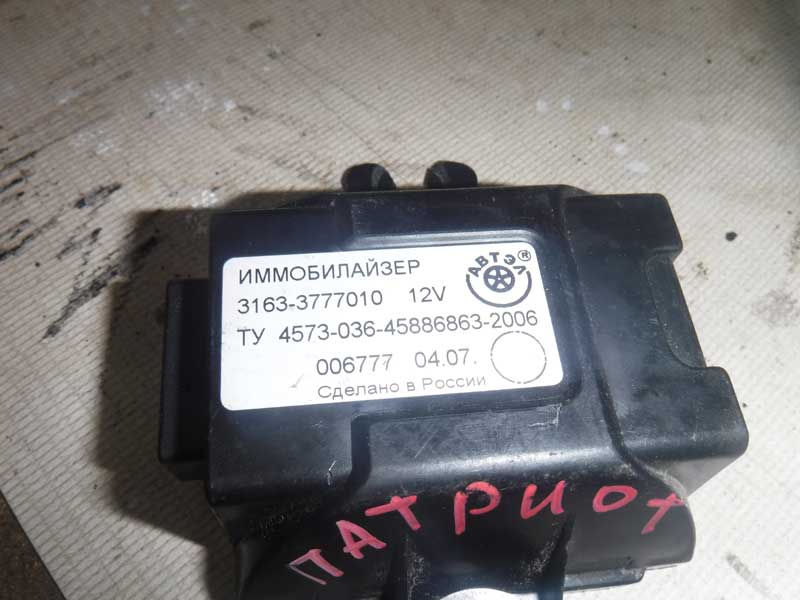 АВТЭЛ®
ИММОБИЛАЙЗЕР
3163-3777010 12V
ТУ 4573-036-45886863-2006
006777 04.07.
Сделано в России
ПАТРИОТ